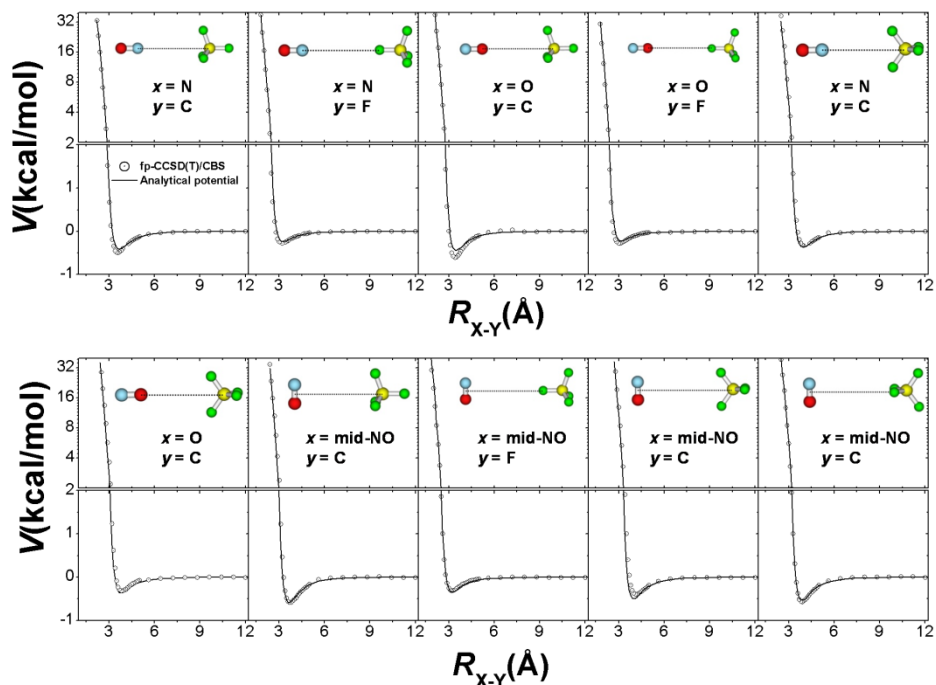 V(kcal/mol)
32
16
8
4
2
1
0
-1
x = N
y = C
x = N
y = F
x = O
y = C
x = O
y = F
x = N
y = C
fp-CCSD(T)/CBS
Analytical potential
3 6 9 12 3 6 9 12 3 6 9 12 3 6 9 12 3 6 9 12
R X-Y (Å)
V(kcal/mol)
32
16
8
4
2
2
1
0
-1
x = O
y = C
x = mid-NO
y = C
x = mid-NO
y = F
x = mid-NO
y = C
x = mid-NO
y = C
3 6 9 12 3 6 9 12 3 6 9 12 3 6 9 12 3 6 9 12
R X-Y (Å)